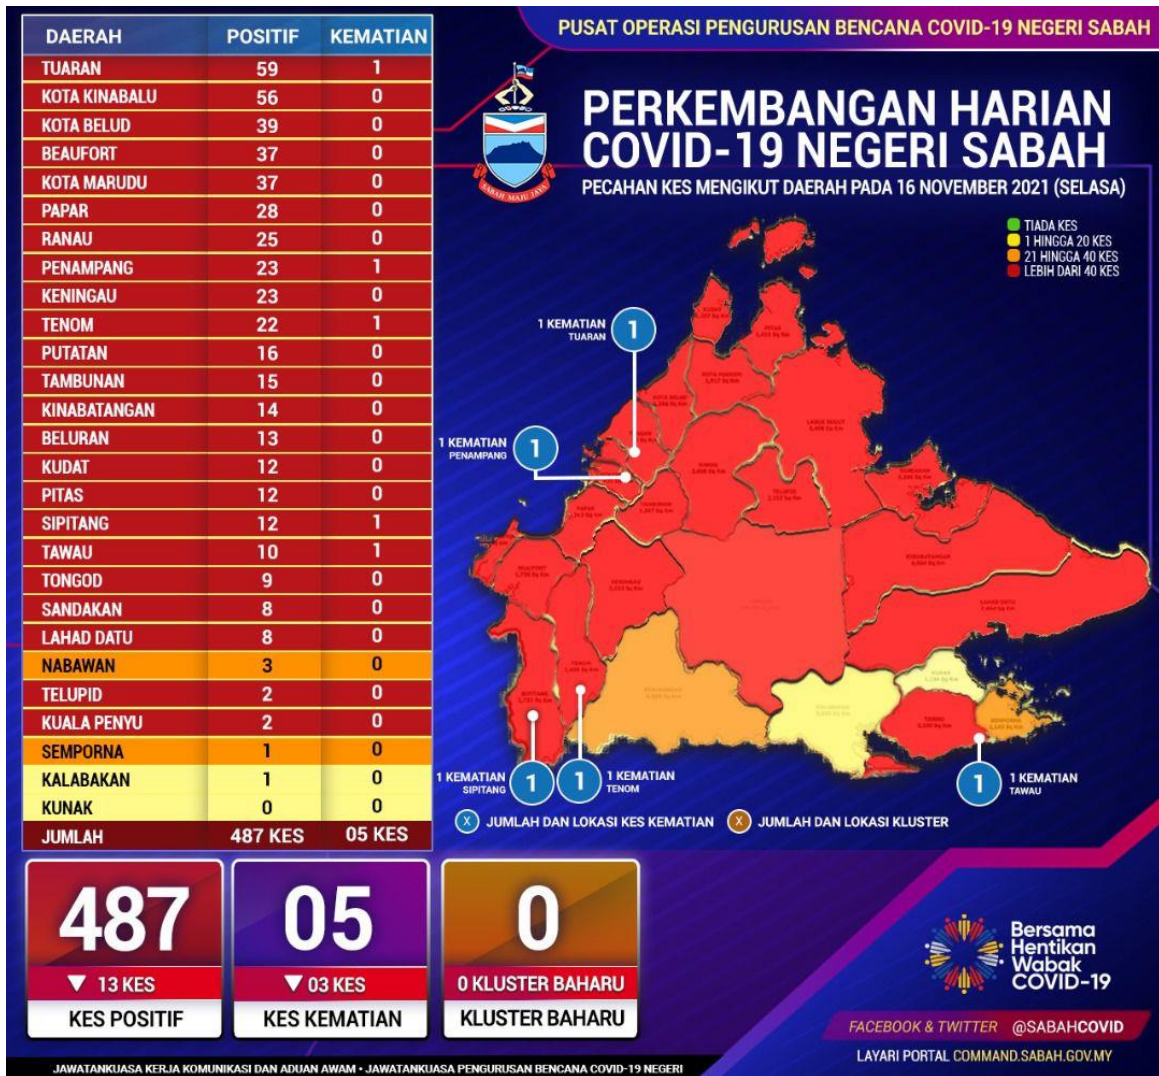 DAERAH POSITIF KEMATIAN
TUARAN 59 1
KOTA KINABALU 56 0
KOTA BELUD 39 0
BEAUFORT 37 0
KOTA MARUDU 37 0
PAPAR 28 0
RANAU 25 0
PENAMPANG 23 1
KENINGAU 23 0
TENOM 22 1
PUTATAN 16 0
TAMBUNAN 15 0
KINABATANGAN 14 0
BELURAN 13 0
KUDAT 12 0
PITAS 12 0
SIPITANG 12 1
TAWAU 10 1
TONGOD 9 0
SANDAKAN 8 0
LAHAD DATU 8 0
NABAWAN 3 0
TELUPID 2 0
KUALA PENYU 2 0
SEMPORNA 1 0
KALABAKAN 1 0
KUNAK 0 0
JUMLAH 487 KES 05 KES
PUSAT OPERASI PENGURUSAN BENCANA COVID-19 NEGERI SABAH
SABAH MAJU JAYA
PERKEMBANGAN HARIAN
COVID-19 NEGERI SABAH
PECAHAN KES MENGIKUT DAERAH PADA 16 NOVEMBER 2021 (SELASA)
TIADA KES
1 HINGGA 20 KES
21 HINGGA 40 KES
LEBIH DARI 40 KES
1 KEMATIAN
TUARAN
1
1 KEMATIAN
PENAMPANG
1
1 KEMATIAN
SIPITANG
1
1
1 KEMATIAN
TENOM
1
1 KEMATIAN
TAWAU
X JUMLAH DAN LOKASI KES KEMATIAN
X JUMLAH DAN LOKASI KLUSTER
487
▼ 13 KES
KES POSITIF
05
▼ 03 KES
KES KEMATIAN
0
0 KLUSTER BAHARU
KLUSTER BAHARU
Bersama
Hentikan
Wabak
COVID-19
FACEBOOK & TWITTER @SABAHCOVID
LAYARI PORTAL COMMAND.SABAH.GOV.MY
JAWATANKUASA KERJA KOMUNIKASI DAN ADUAN AWAM • JAWATANKUASA PENGURUSAN BENCANA COVID-19 NEGERI